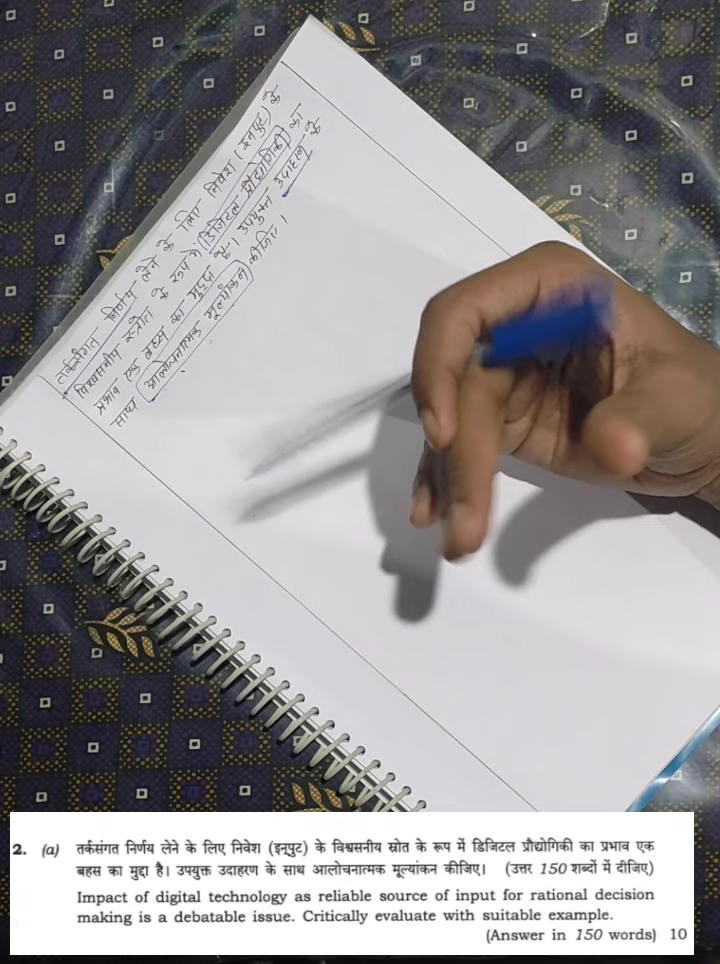 तर्कसंगत निर्णय लेने के लिए निवेश (इनपुट) के
विश्वसनीय स्त्रोत के रूप में डिजिटल प्रौद्योगिकी का
प्रभाव एक बहस का मुद्दा है। उपयुक्त उदाहरण के
साथ आलोचनात्मक मूल्यांकन कीजिए।
2. (a) तर्कसंगत निर्णय लेने के लिए निवेश (इनपुट) के विश्वसनीय स्रोत के रूप में डिजिटल प्रौद्योगिकी का प्रभाव एक
बहस का मुद्दा है। उपयुक्त उदाहरण के साथ आलोचनात्मक मूल्यांकन कीजिए। (उत्तर 150 शब्दों में दीजिए)
Impact of digital technology as reliable source of input for rational decision
making is a debatable issue. Critically evaluate with suitable example.
(Answer in 150 words) 10